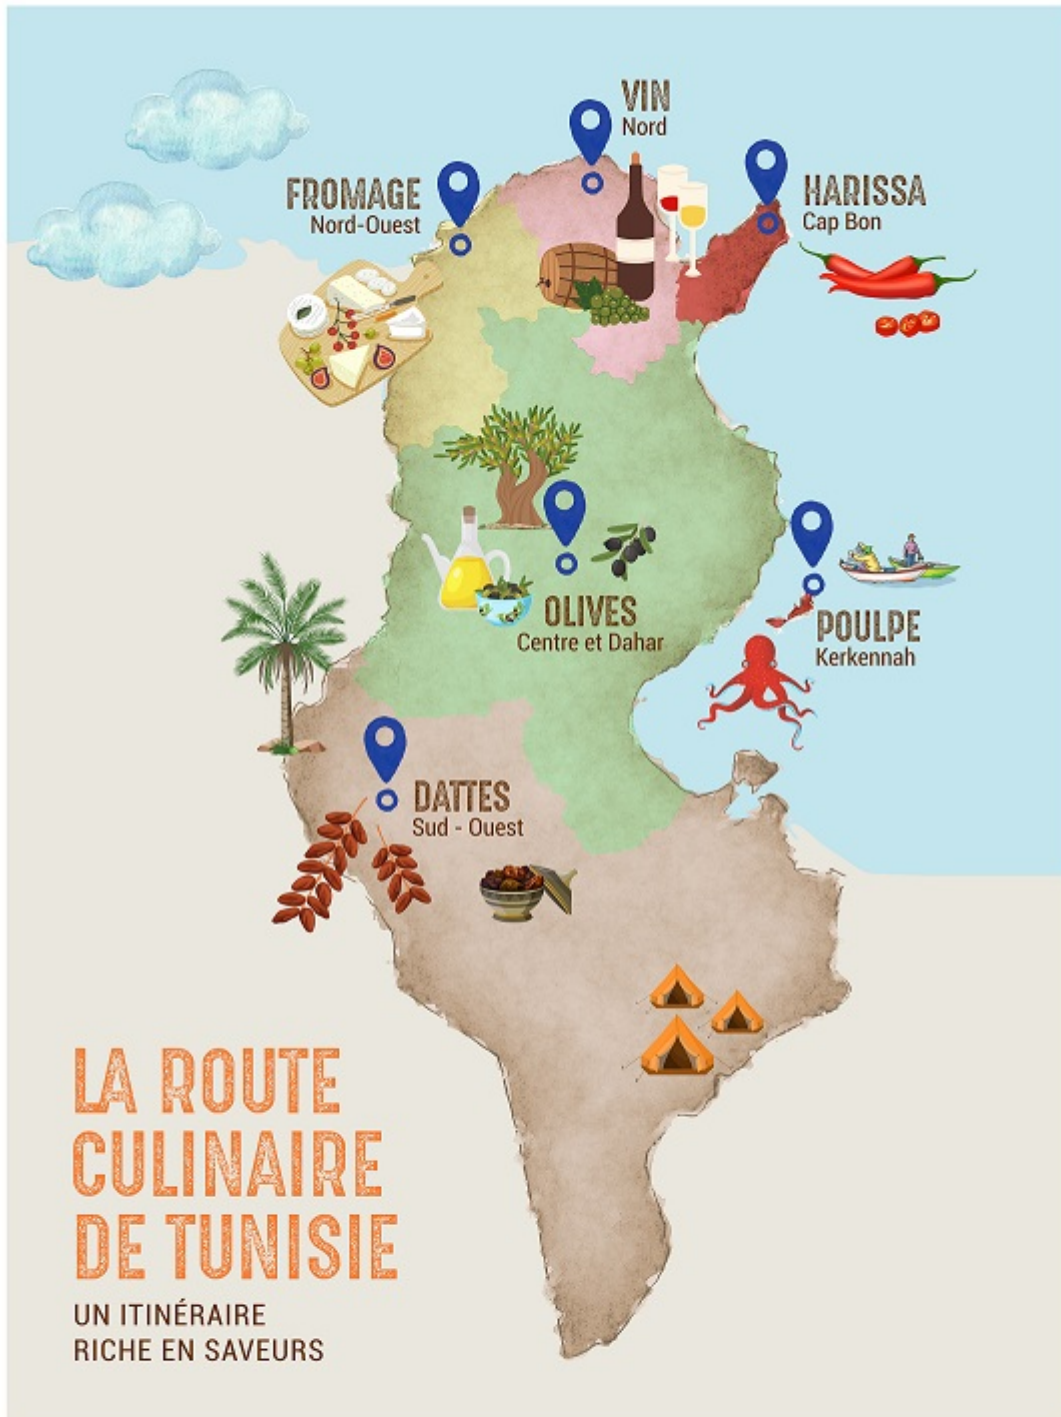 VIN
Nord
FROMAGE
Nord-Ouest
HARISSA
Cap Bon
OLIVES
Centre et Dahar
POULPE
Kerkennah
DATTES
Sud - Ouest
LA ROUTE
CULINAIRE
DE TUNISIE
UN ITINÉRAIRE
RICHE EN SAVEURS